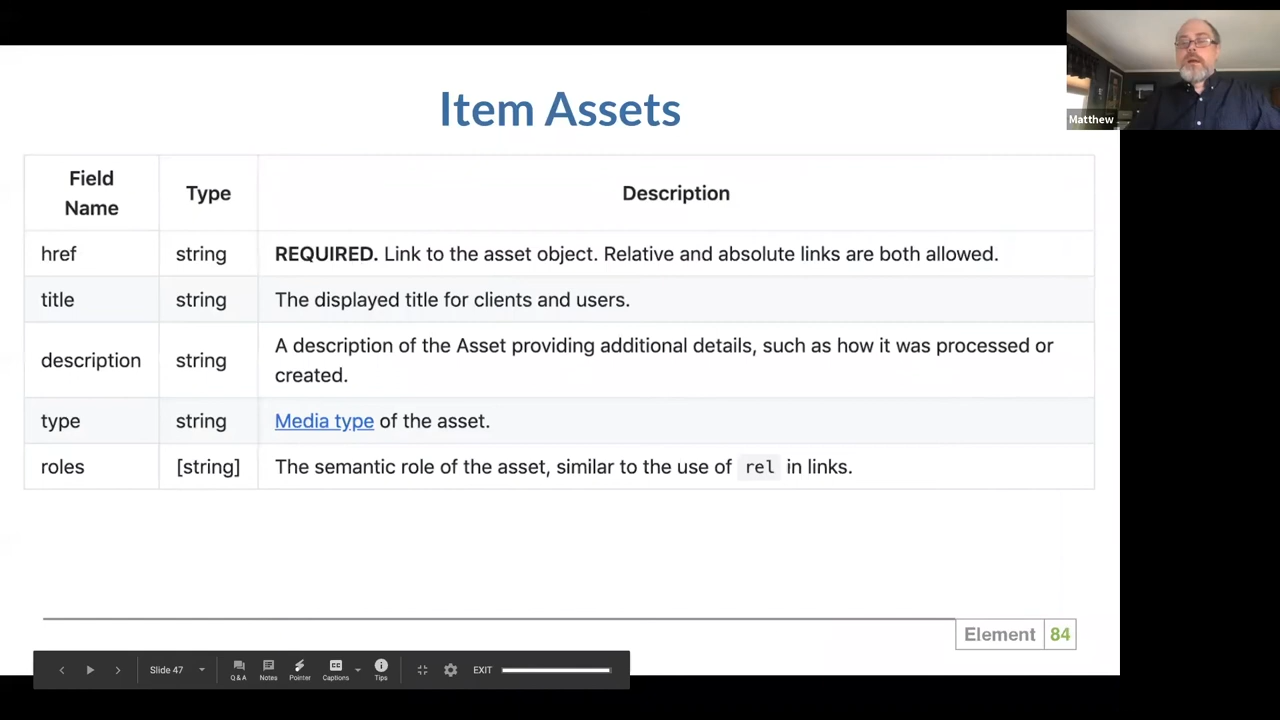 Item Assets
Matthew
Field Name Type Description
href string REQUIRED. Link to the asset object. Relative and absolute links are both allowed.
title string The displayed title for clients and users.
description string A description of the Asset providing additional details, such as how it was processed or
created.
type string Media type of the asset.
roles [string] The semantic role of the asset, similar to the use of rel in links.
Element 84
Slide 47 Q&A Notes Pointer Captions Tips EXIT